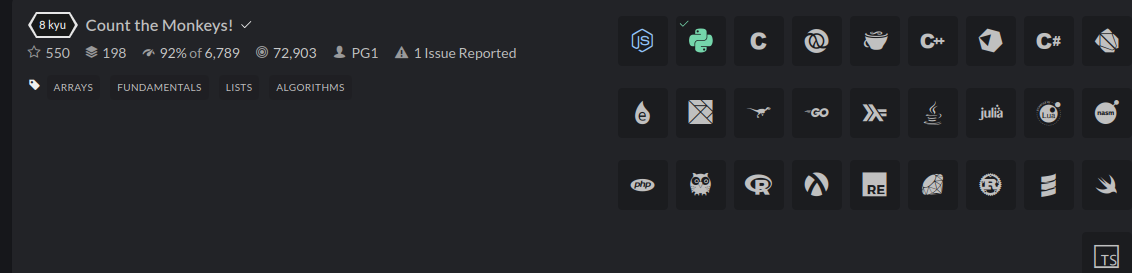 8 kyu Count the Monkeys!
550 198 92% of 6,789 72,903 PG1 1 Issue Reported
ARRAYS FUNDAMENTALS LISTS ALGORITHMS
JS C C++ C#
e GO julia Lua nasm
php R RE
TS